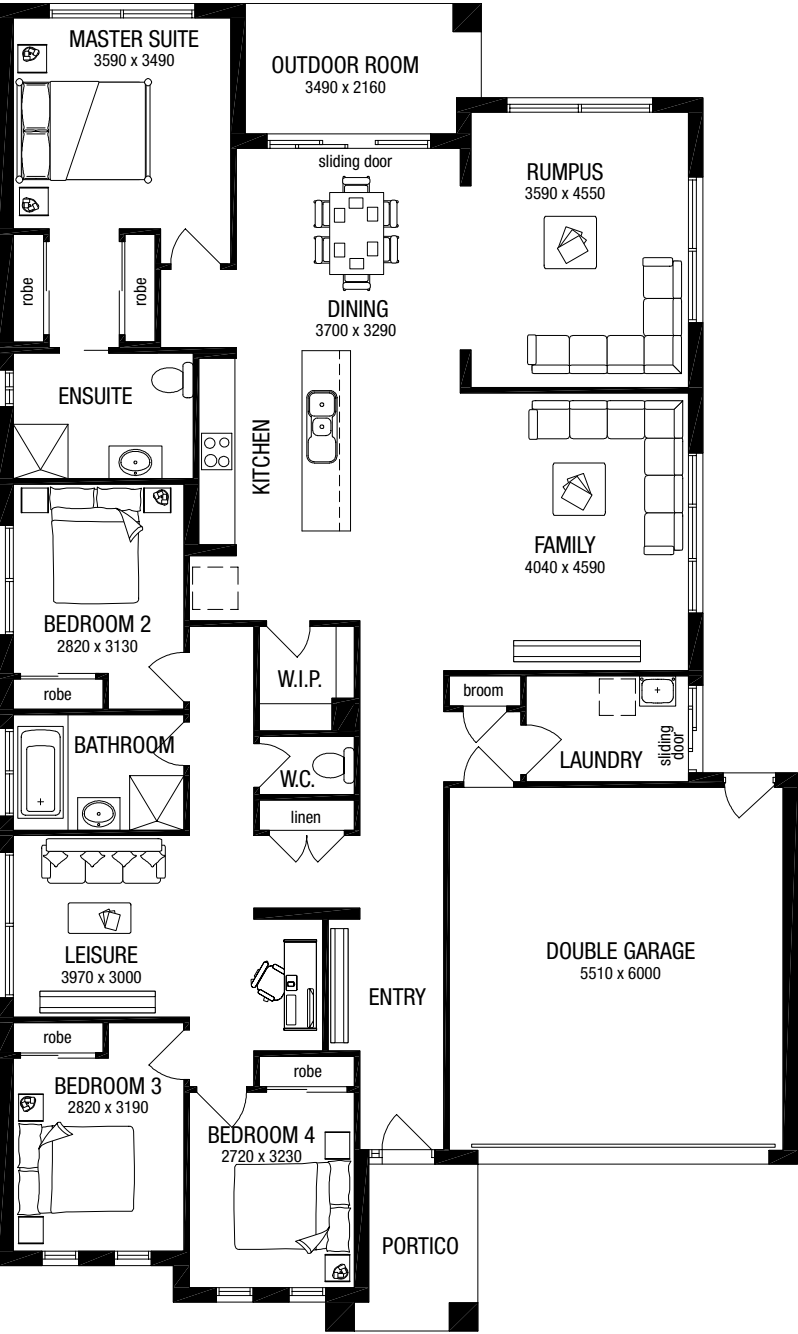 MASTER SUITE
3590 x 3490
OUTDOOR ROOM
3490 x 2160
sliding door
RUMPUS
3590 x 4550
robe
robe
DINING
3700 x 3290
ENSUITE
KITCHEN
FAMILY
4040 x 4590
BEDROOM 2
2820 x 3130
robe
W.I.P.
broom
BATHROOM
W.C.
LAUNDRY
sliding
door
linen
LEISURE
3970 x 3000
ENTRY
DOUBLE GARAGE
5510 x 6000
robe
robe
BEDROOM 3
2820 x 3190
BEDROOM 4
2720 x 3230
PORTICO